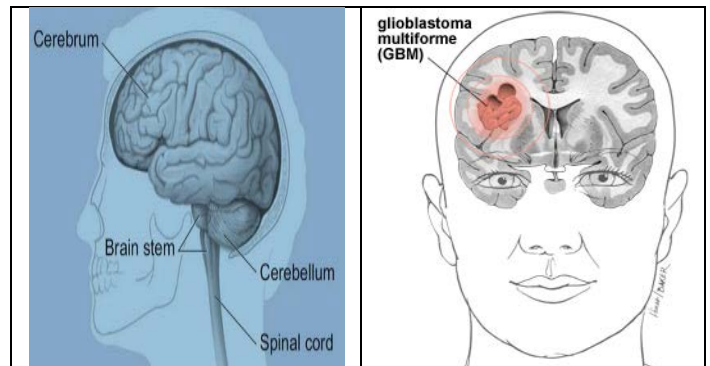 Cerebrum
Brain stem
Cerebellum
Spinal cord
glioblastoma
multiforme
(GBM)